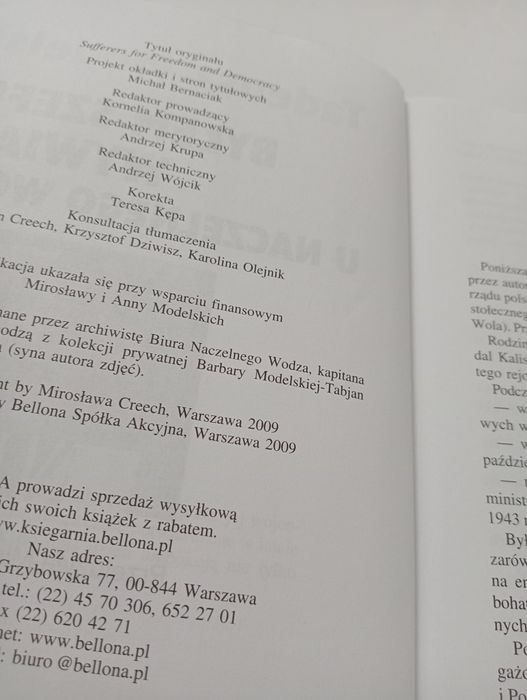 Tytuł oryginału
Sufferers for Freedom and Democracy
Projekt okładki i stron tytułowych
Michał Bernaciak
Redaktor prowadzący
Kornelia Kompanowska
Redaktor merytoryczny
Andrzej Krupa
Redaktor techniczny
Andrzej Wójcik
Korekta
Teresa Kępa
Konsultacja tłumaczenia
Creech, Krzysztof Dziwisz, Karolina Olejnik
kacja ukazała się przy wsparciu finansowym
Mirosławy i Anny Modelskich
nane przez archiwistę Biura Naczelnego Wodza, kapitana
odzą z kolekcji prywatnej Barbary Modelskiej-Tabjan
(syna autora zdjęć).
ht by Mirosława Creech, Warszawa 2009
y Bellona Spółka Akcyjna, Warszawa 2009
A prowadzi sprzedaż wysyłkową
ich swoich książek z rabatem.
w.ksiegarnia.bellona.pl
Nasz adres:
Grzybowska 77, 00-844 Warszawa
tel.: (22) 45 70 306, 652 27 01
x (22) 620 42 71
net: www.bellona.pl
: biuro @bellona.pl
Poniższa
przez autor
rządu pols
stołeczneg
Wola). Pr
Rodzin
dal Kalis
tego rejo
Podcz
— w
wych w
— w
paździe
—
minist
1943 r
Był
zarów
na er
boha
nych
Po
gażo
i Po